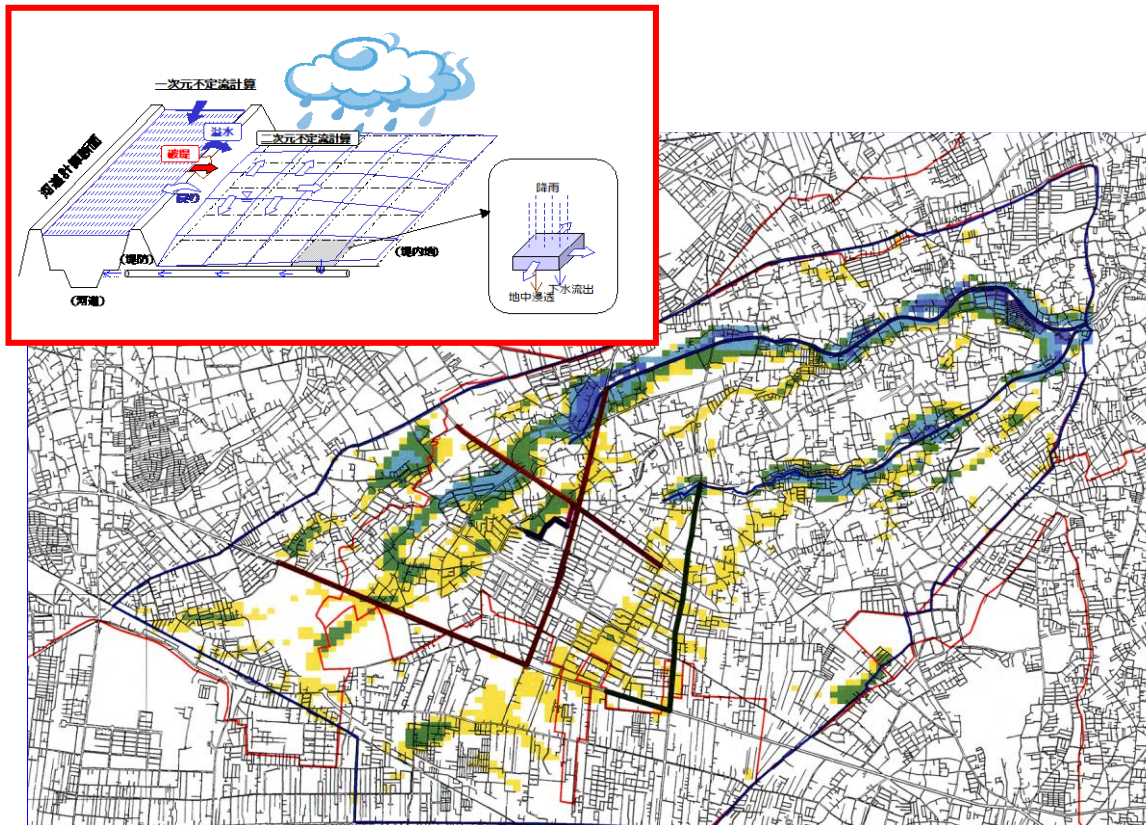 一次元不定流計算
溢水
二次元不定流計算
破堤
河道計算断面
戻り
(堤防)
(堤内地)
(河道)
降雨
下水流出
地中浸透